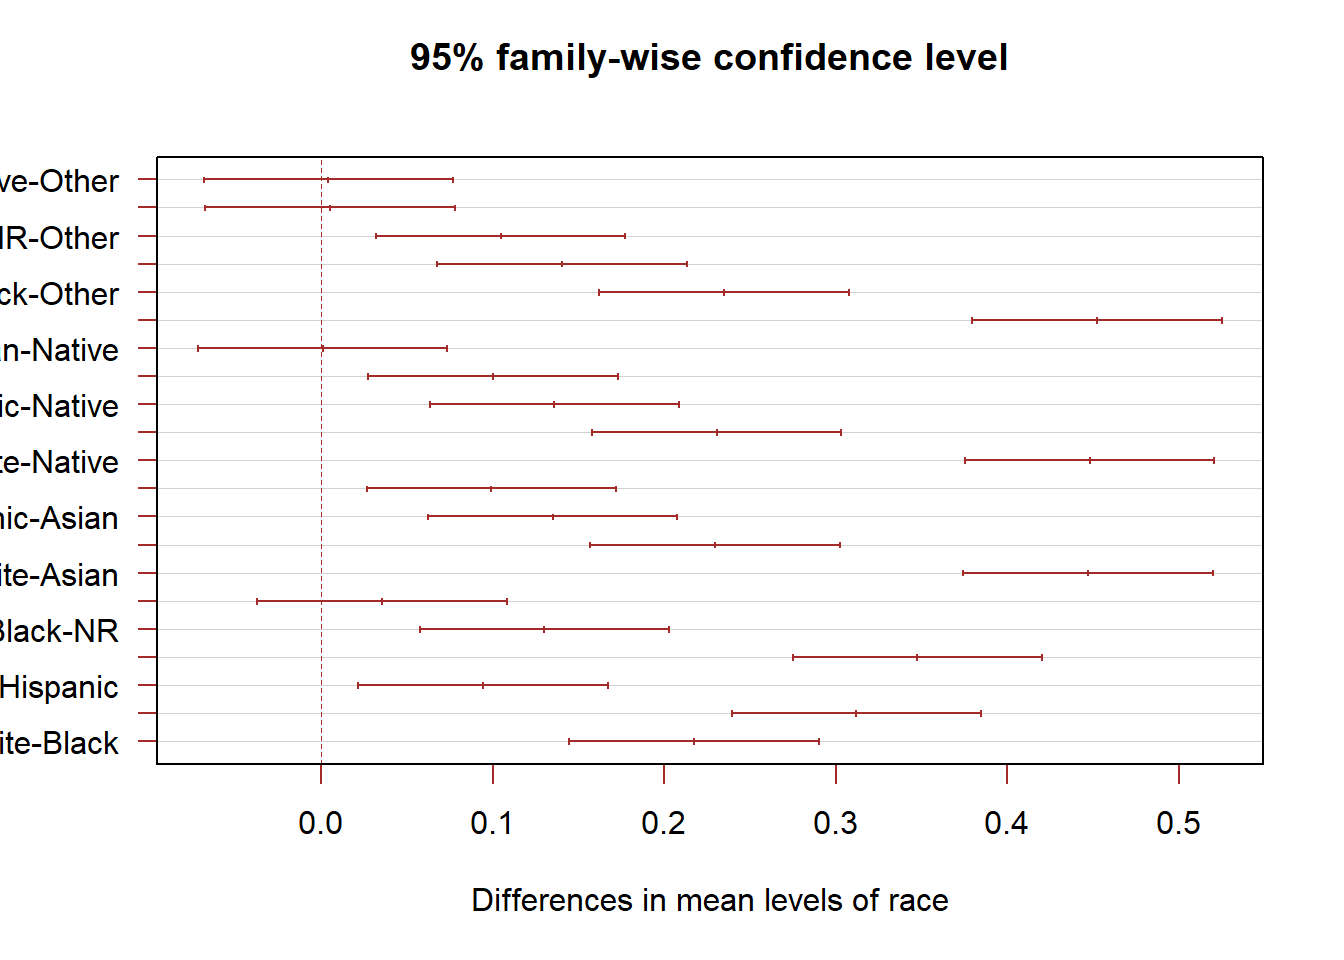 95% family-wise confidence level
ve-Other
R-Other
ck-Other
n-Native
ic-Native
te-Native
nic-Asian
ite-Asian
Black-NR
Hispanic
ite-Black
0.0 0.1 0.2 0.3 0.4 0.5
Differences in mean levels of race